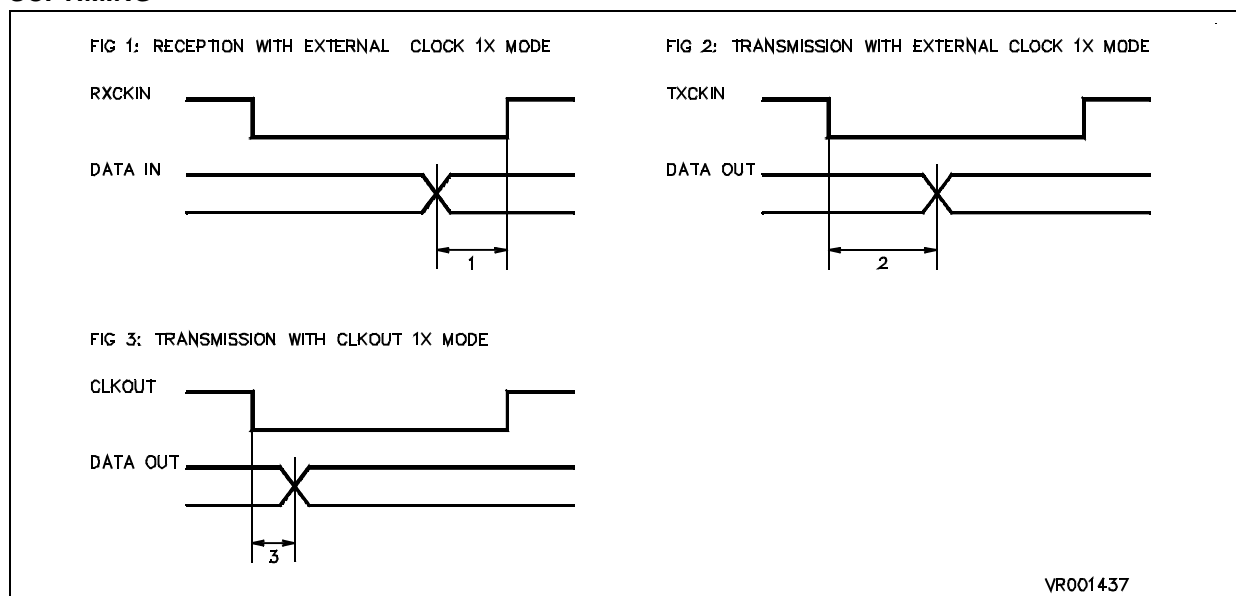 FIG 1: RECEPTION WITH EXTERNAL CLOCK 1X MODE
RXCKIN
DATA IN
1
FIG 2: TRANSMISSION WITH EXTERNAL CLOCK 1X MODE
TXCKIN
DATA OUT
2
FIG 3: TRANSMISSION WITH CLKOUT 1X MODE
CLKOUT
DATA OUT
3
VR001437